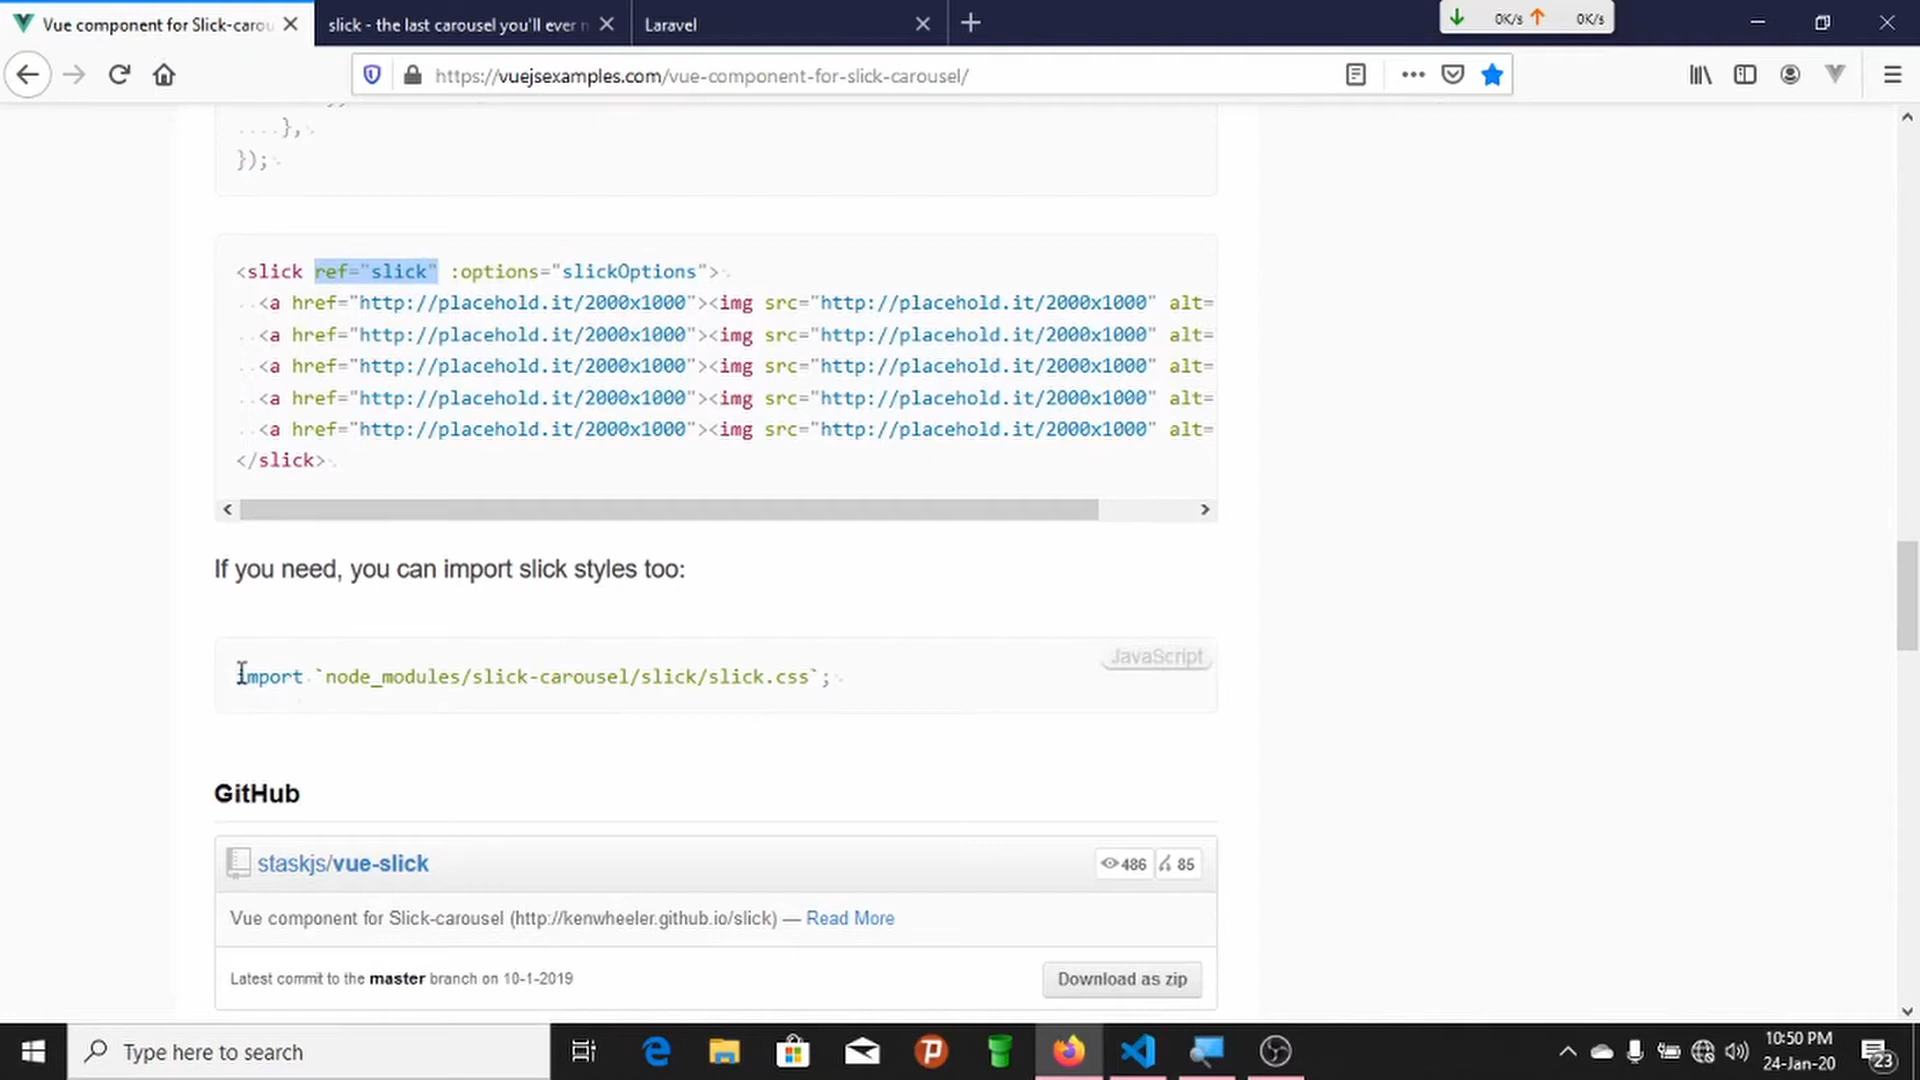 Vue component for Slick-carou
slick - the last carousel you'll ever
Laravel
0K/s 0K/s
https://vuejsexamples.com/vue-component-for-slick-carousel/
},
});
<slick ref="slick" :options="slickOptions">
<a href="http://placehold.it/2000x1000"><img src="http://placehold.it/2000x1000" alt=
<a href="http://placehold.it/2000x1000"><img src="http://placehold.it/2000x1000" alt=
<a href="http://placehold.it/2000x1000"><img src="http://placehold.it/2000x1000" alt=
<a href="http://placehold.it/2000x1000"><img src="http://placehold.it/2000x1000" alt=
<a href="http://placehold.it/2000x1000"><img src="http://placehold.it/2000x1000" alt=
</slick>
If you need, you can import slick styles too:
JavaScript
import `node_modules/slick-carousel/slick/slick.css`;
GitHub
staskjs/vue-slick
486 85
Vue component for Slick-carousel (http://kenwheeler.github.io/slick) — Read More
Latest commit to the master branch on 10-1-2019
Download as zip
Type here to search
10:50 PM
24-Jan-20
23